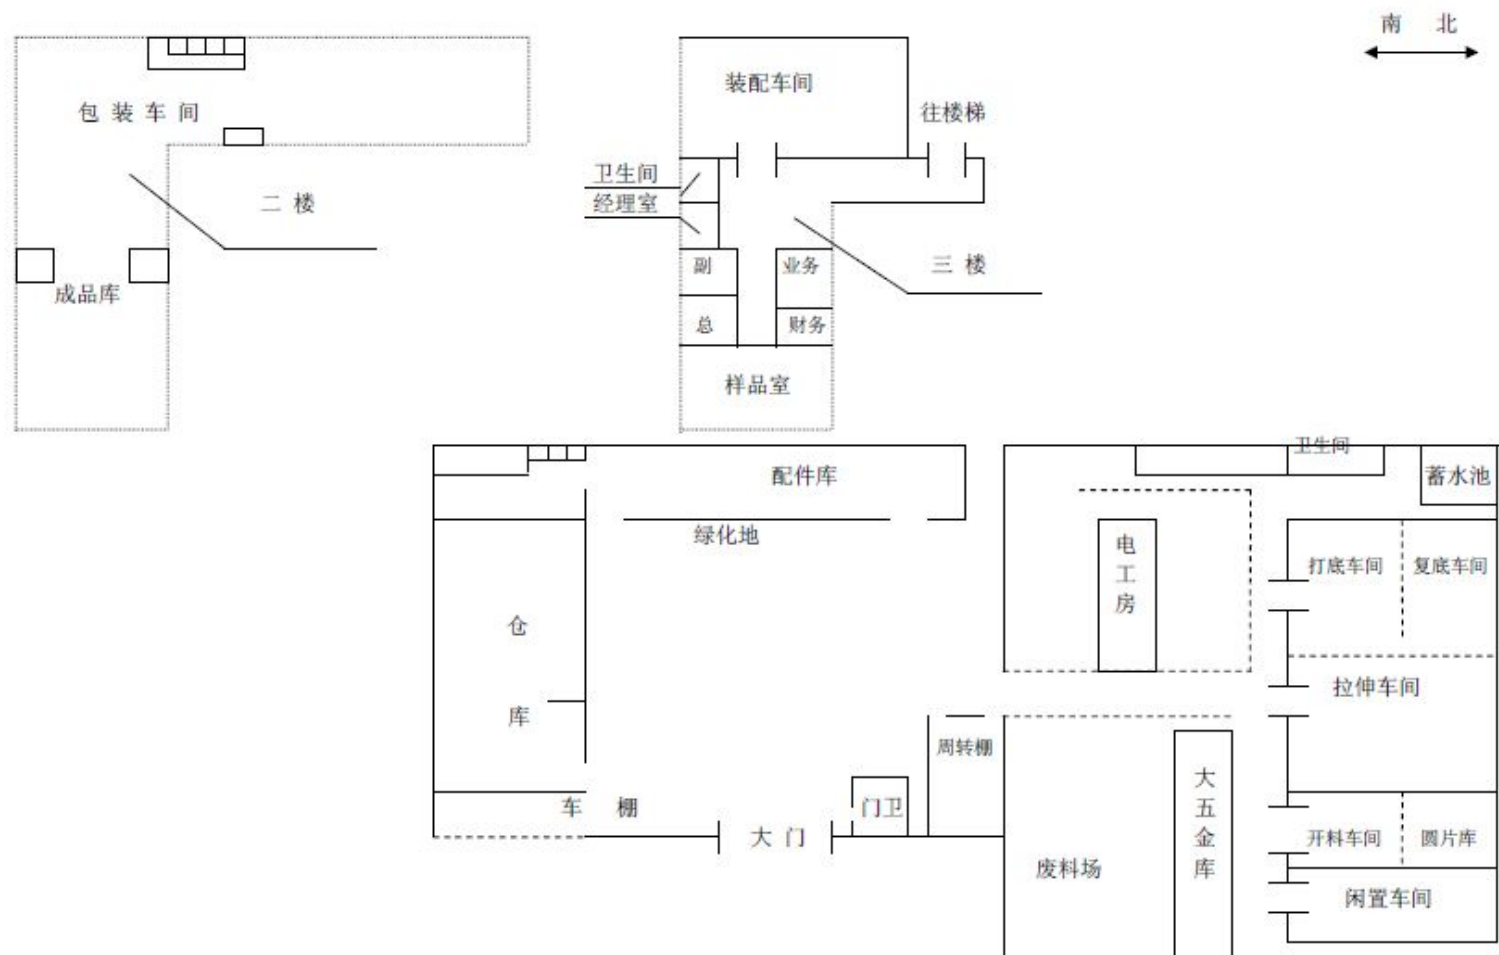 南 北
包装车间
二楼
成品库
装配车间
往楼梯
卫生间
经理室
副
总
业务
财务
三楼
样品室
配件库
绿化地
仓
库
车 棚
大门
门卫
周转棚
卫生间
蓄水池
电
工
房
打底车间
复底车间
拉伸车间
大
五
金
库
开料车间
圆片库
废料场
闲置车间